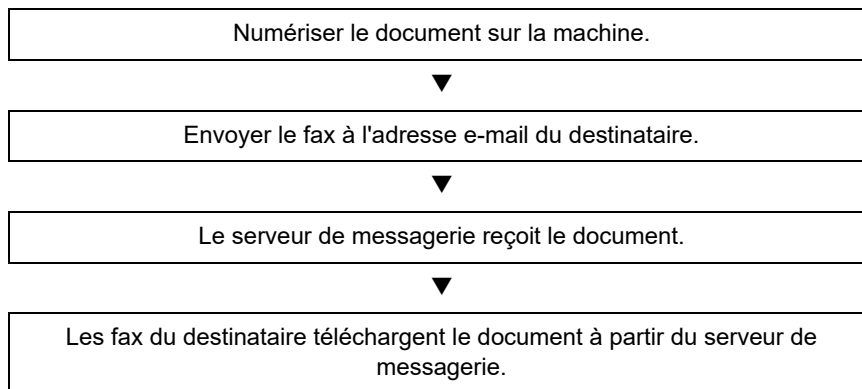 Numériser le document sur la machine.
▼
Envoyer le fax à l'adresse e-mail du destinataire.
▼
Le serveur de messagerie reçoit le document.
▼
Les fax du destinataire téléchargent le document à partir du serveur de
messagerie.